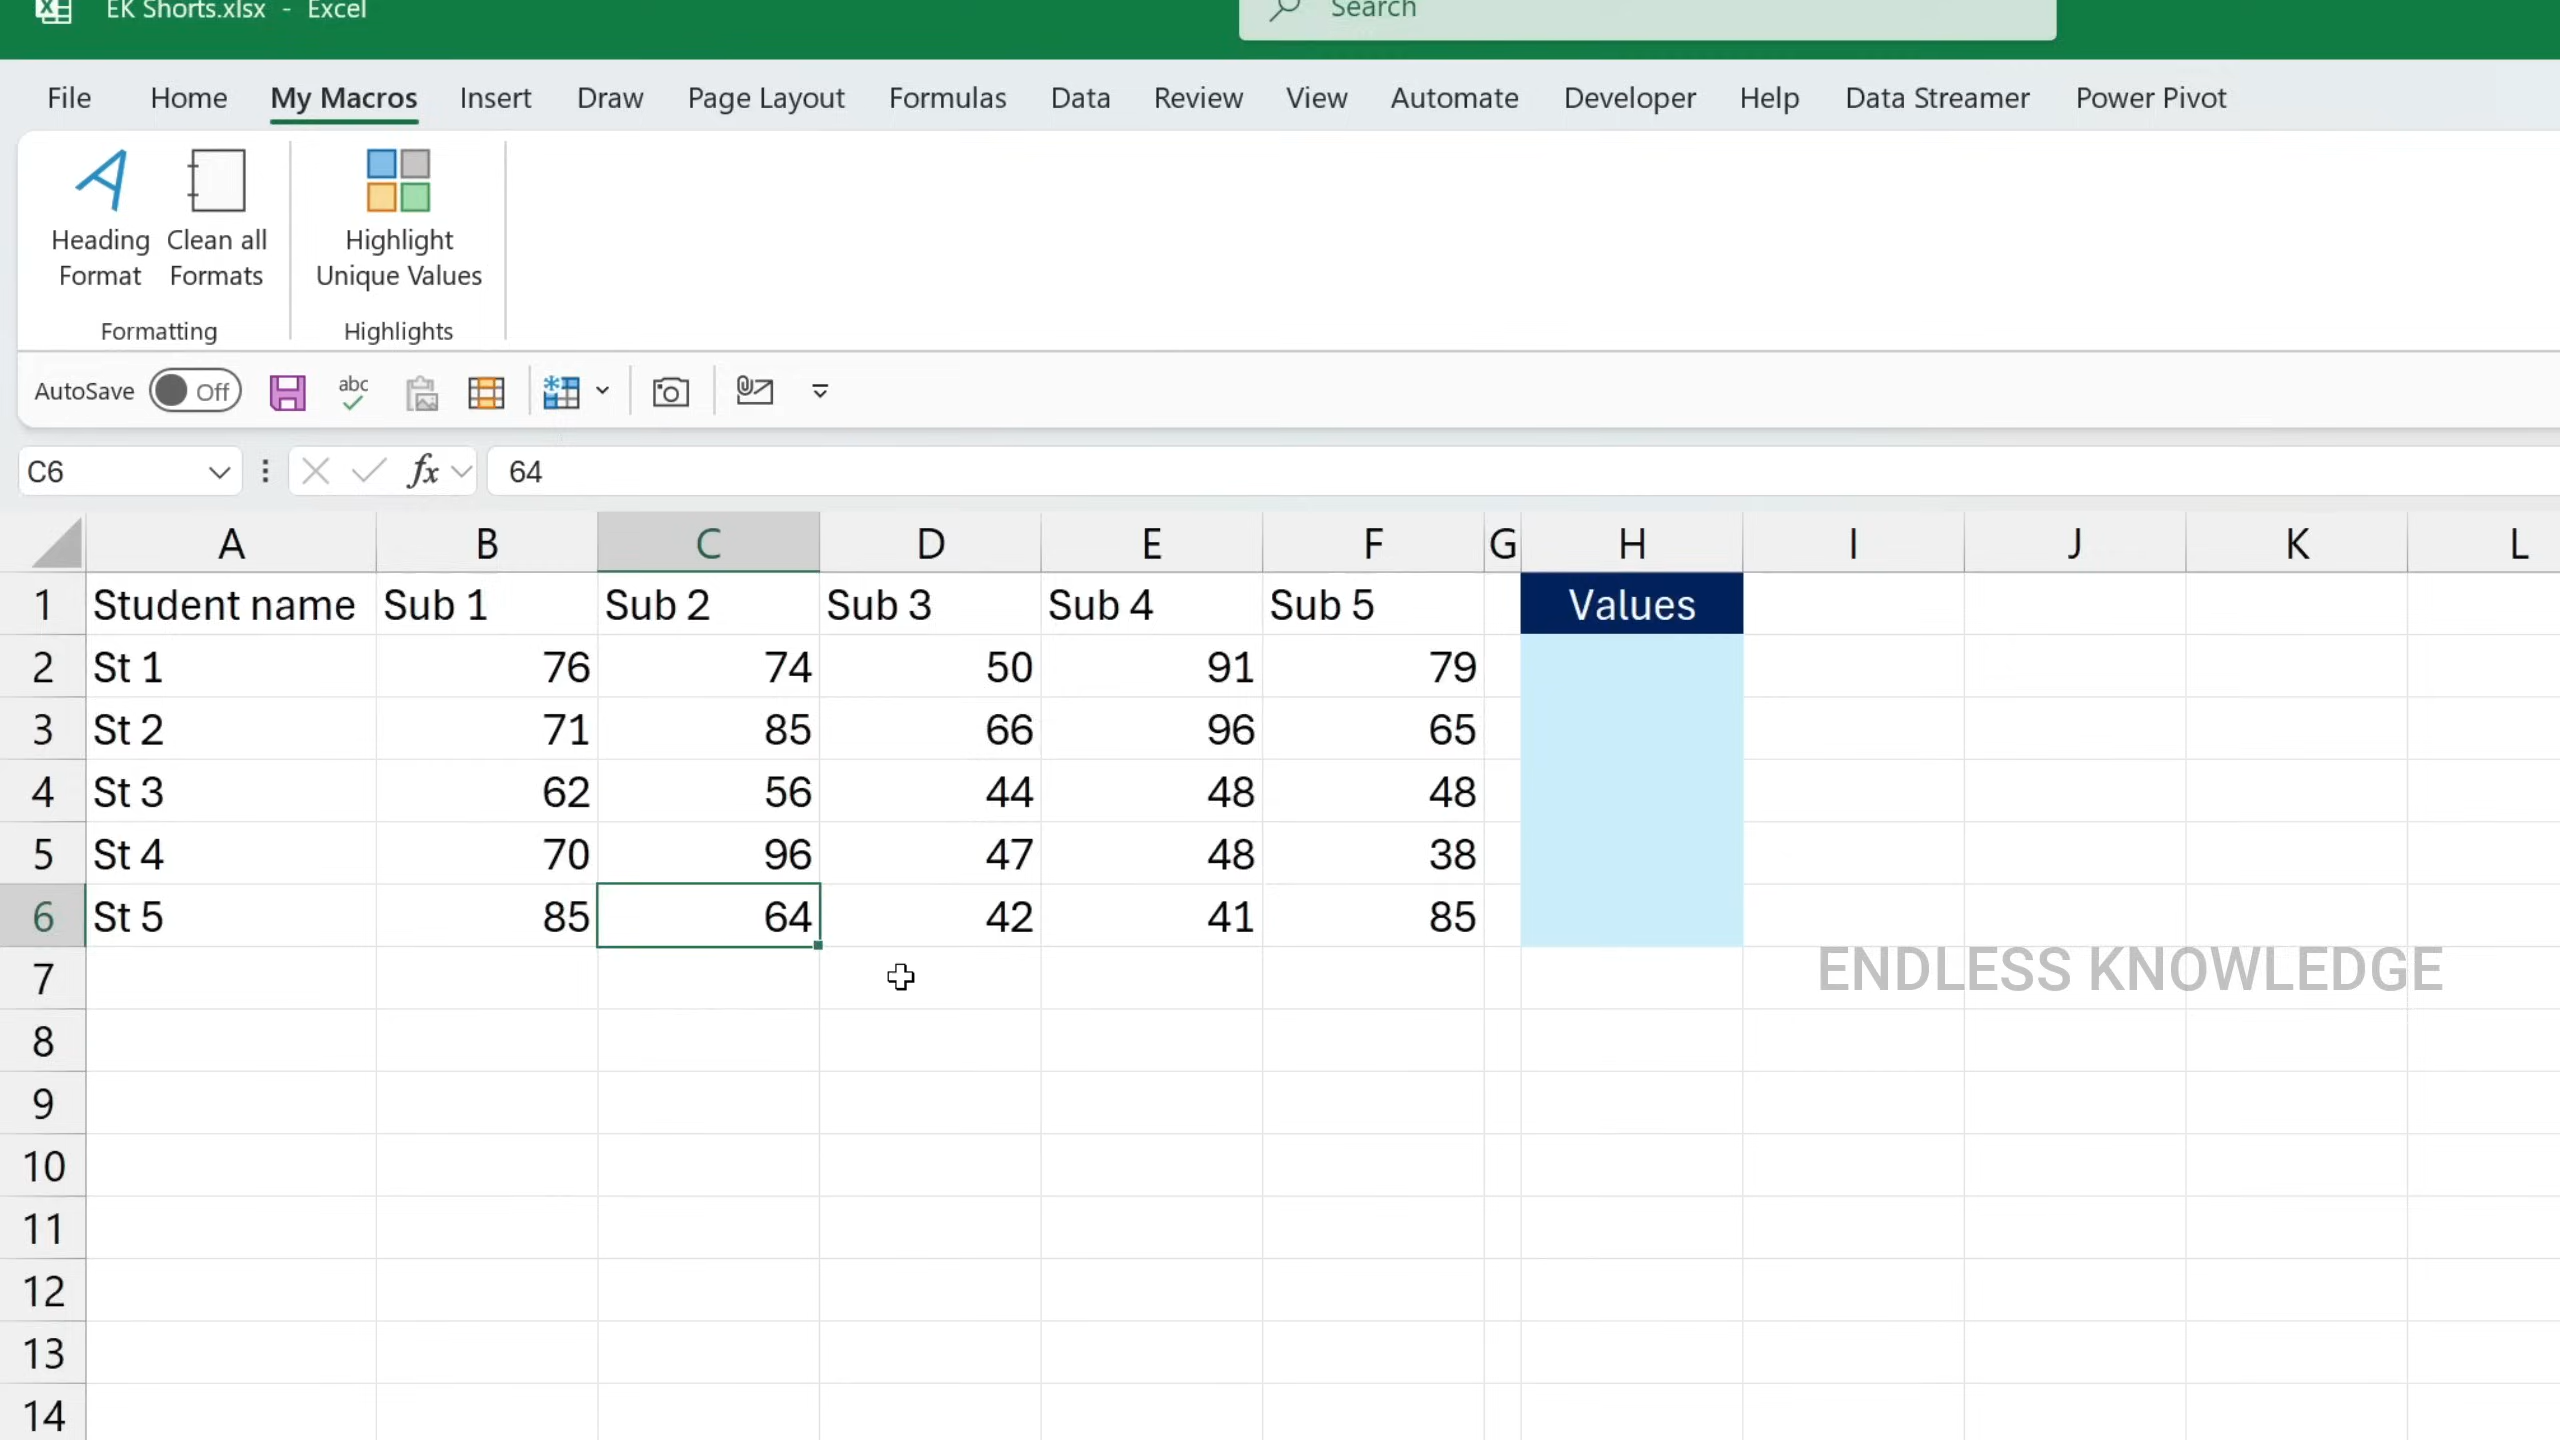 EK Shorts.xlsx - Excel
Search
File Home My Macros Insert Draw Page Layout Formulas Data Review View Automate Developer Help Data Streamer Power Pivot
Heading Format
Clean all Formats
Highlight Unique Values
Formatting
Highlights
AutoSave Off abc
C6 fx 64
A B C D E F G H I J K L
1 Student name Sub 1 Sub 2 Sub 3 Sub 4 Sub 5 Values
2 St 1 76 74 50 91 79
3 St 2 71 85 66 96 65
4 St 3 62 56 44 48 48
5 St 4 70 96 47 48 38
6 St 5 85 64 42 41 85
ENDLESS KNOWLEDGE
7
8
9
10
11
12
13
14